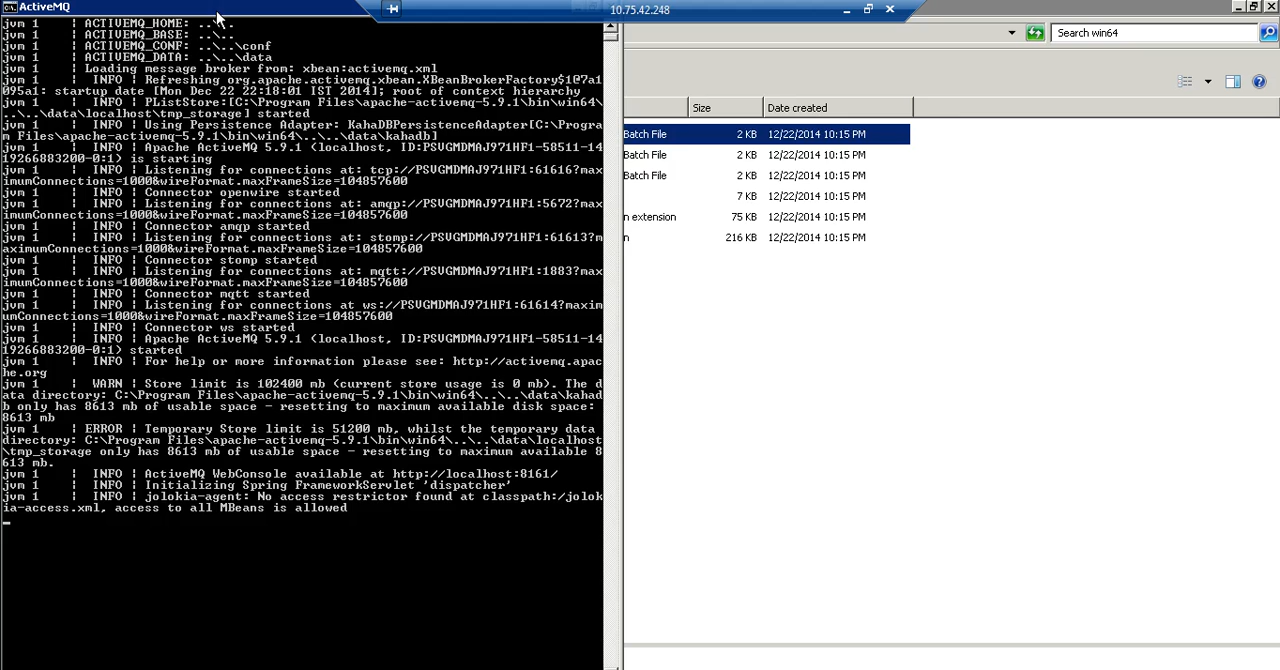 ActiveMQ
10.75.42.248
jvm 1    | ACTIVEMQ_HOME: ..\..
jvm 1    | ACTIVEMQ_BASE: ..\..
jvm 1    | ACTIVEMQ_CONF: ..\..\conf
jvm 1    | ACTIVEMQ_DATA: ..\..\data
jvm 1    | Loading message broker from: xbean:activemq.xml
jvm 1    |  INFO | Refreshing org.apache.activemq.xbean.XBeanBrokerFactory$1@7a1
095a1: startup date [Mon Dec 22 22:18:01 IST 2014]; root of context hierarchy
jvm 1    |  INFO | PListStore:[C:\Program Files\apache-activemq-5.9.1\bin\win64\
..\..\data\localhost\tmp_storage] started
jvm 1    |  INFO | Using Persistence Adapter: KahaDBPersistenceAdapter[C:\Progra
m Files\apache-activemq-5.9.1\bin\win64\..\..\data\kahadb]
jvm 1    |  INFO | Apache ActiveMQ 5.9.1 (localhost, ID:PSVGMDMAJ971HF1-58511-14
19266883200-0:1) is starting
jvm 1    |  INFO | Listening for connections at: tcp://PSVGMDMAJ971HF1:61616?max
imumConnections=1000&wireFormat.maxFrameSize=104857600
jvm 1    |  INFO | Connector openwire started
jvm 1    |  INFO | Listening for connections at: amqp://PSVGMDMAJ971HF1:5672?max
imumConnections=1000&wireFormat.maxFrameSize=104857600
jvm 1    |  INFO | Connector amqp started
jvm 1    |  INFO | Listening for connections at: stomp://PSVGMDMAJ971HF1:61613?m
aximumConnections=1000&wireFormat.maxFrameSize=104857600
jvm 1    |  INFO | Connector stomp started
jvm 1    |  INFO | Listening for connections at: mqtt://PSVGMDMAJ971HF1:1883?max
imumConnections=1000&wireFormat.maxFrameSize=104857600
jvm 1    |  INFO | Connector mqtt started
jvm 1    |  INFO | Listening for connections at ws://PSVGMDMAJ971HF1:61614?maxim
umConnections=1000&wireFormat.maxFrameSize=104857600
jvm 1    |  INFO | Connector ws started
jvm 1    |  INFO | Apache ActiveMQ 5.9.1 (localhost, ID:PSVGMDMAJ971HF1-58511-14
19266883200-0:1) started
jvm 1    |  INFO | For help or more information please see: http://activemq.apac
he.org
jvm 1    |  WARN | Store limit is 102400 mb (current store usage is 0 mb). The d
ata directory: C:\Program Files\apache-activemq-5.9.1\bin\win64\..\..\data\kahad
b only has 8613 mb of usable space - resetting to maximum available disk space:
8613 mb
jvm 1    | ERROR | Temporary Store limit is 51200 mb, whilst the temporary data
directory: C:\Program Files\apache-activemq-5.9.1\bin\win64\..\..\data\localhost
\tmp_storage only has 8613 mb of usable space - resetting to maximum available 8
613 mb.
jvm 1    |  INFO | ActiveMQ WebConsole available at http://localhost:8161/
jvm 1    |  INFO | Initializing Spring FrameworkServlet 'dispatcher'
jvm 1    |  INFO | jolokia-agent: No access restrictor found at classpath:/jolok
ia-access.xml, access to all MBeans is allowed
Search win64
Size Date created
Batch File 2 KB 12/22/2014 10:15 PM
Batch File 2 KB 12/22/2014 10:15 PM
Batch File 2 KB 12/22/2014 10:15 PM
7 KB 12/22/2014 10:15 PM
n extension 75 KB 12/22/2014 10:15 PM
n 216 KB 12/22/2014 10:15 PM